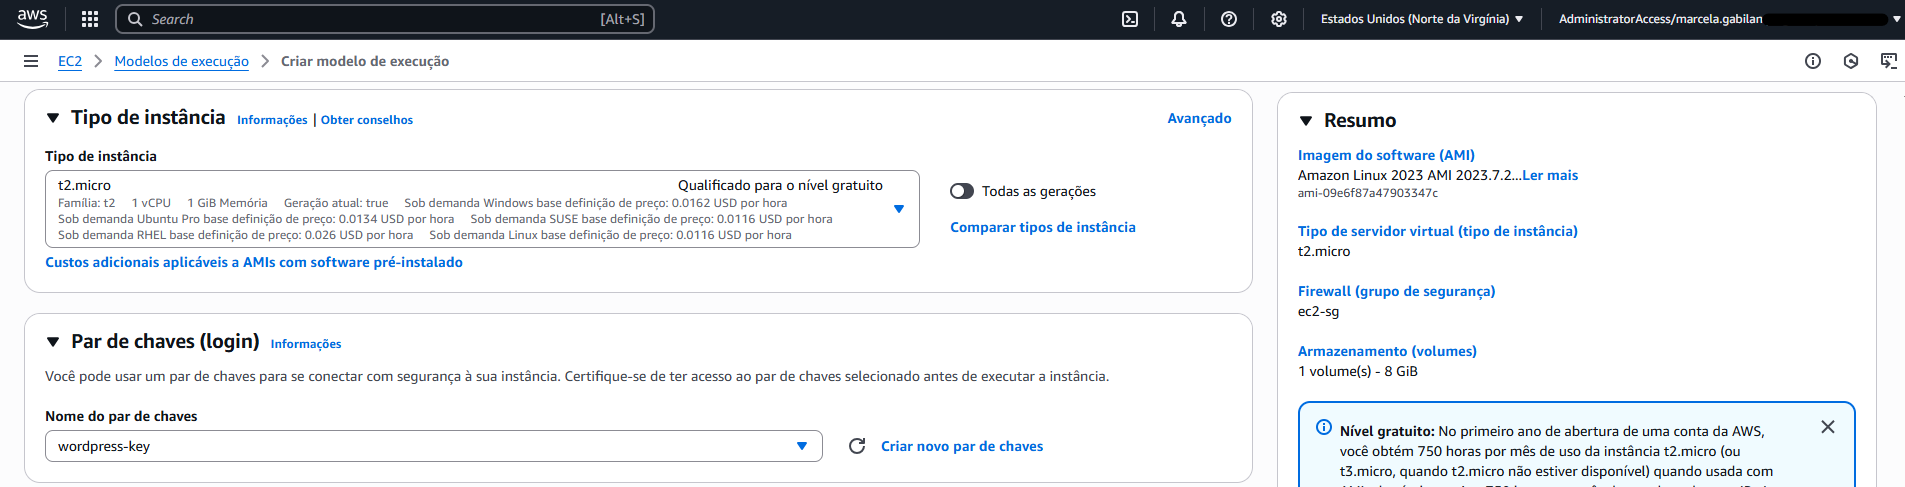 aws
Search
[Alt+S]
Estados Unidos (Norte da Virgínia)
AdministratorAccess/marcela.gabilan
EC2 > Modelos de execução > Criar modelo de execução
Tipo de instância Informações | Obter conselhos
Avançado
Tipo de instância
t2.micro
Qualificado para o nível gratuito
Família: t2 1 vCPU 1 GiB Memória Geração atual: true Sob demanda Windows base definição de preço: 0.0162 USD por hora
Sob demanda Ubuntu Pro base definição de preço: 0.0134 USD por hora Sob demanda SUSE base definição de preço: 0.0116 USD por hora
Sob demanda RHEL base definição de preço: 0.026 USD por hora Sob demanda Linux base definição de preço: 0.0116 USD por hora
Todas as gerações
Comparar tipos de instância
Custos adicionais aplicáveis a AMIs com software pré-instalado
Par de chaves (login) Informações
Você pode usar um par de chaves para se conectar com segurança à sua instância. Certifique-se de ter acesso ao par de chaves selecionado antes de executar a instância.
Nome do par de chaves
wordpress-key
Criar novo par de chaves
Resumo
Imagem do software (AMI)
Amazon Linux 2023 AMI 2023.7.2...Ler mais
ami-09e6f87a47903347c
Tipo de servidor virtual (tipo de instância)
t2.micro
Firewall (grupo de segurança)
ec2-sg
Armazenamento (volumes)
1 volume(s) - 8 GiB
Nível gratuito: No primeiro ano de abertura de uma conta da AWS,
você obtém 750 horas por mês de uso da instância t2.micro (ou
t3.micro, quando t2.micro não estiver disponível) quando usada com